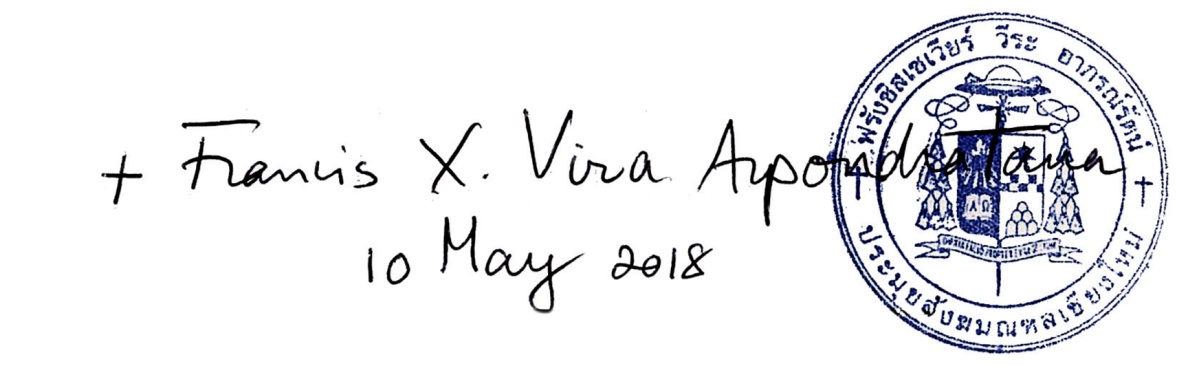 + Francis X. Vira Arpondratana
10 May 2018
ฟรังซิสเซเวียร์ วีระ อาภรณ์รัตน์
ประมุขสังฆมณฑลเชียงใหม่
ΑΩ